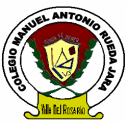 COLEGIO MANUEL ANTONIO RUEDA JARA
Villa Del Rosario